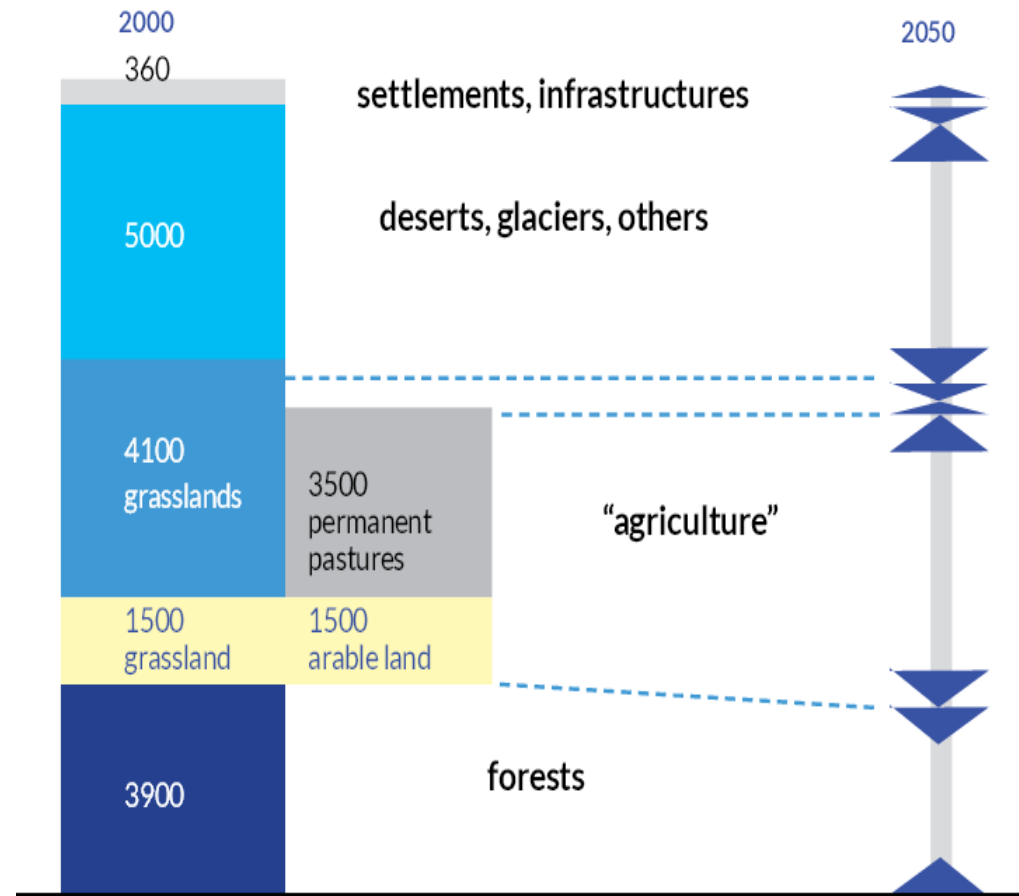 2000
2050
360
settlements, infrastructures
5000
deserts, glaciers, others
4100
grasslands
3500
permanent
pastures
“agriculture”
1500
grassland
1500
arable land
3900
forests